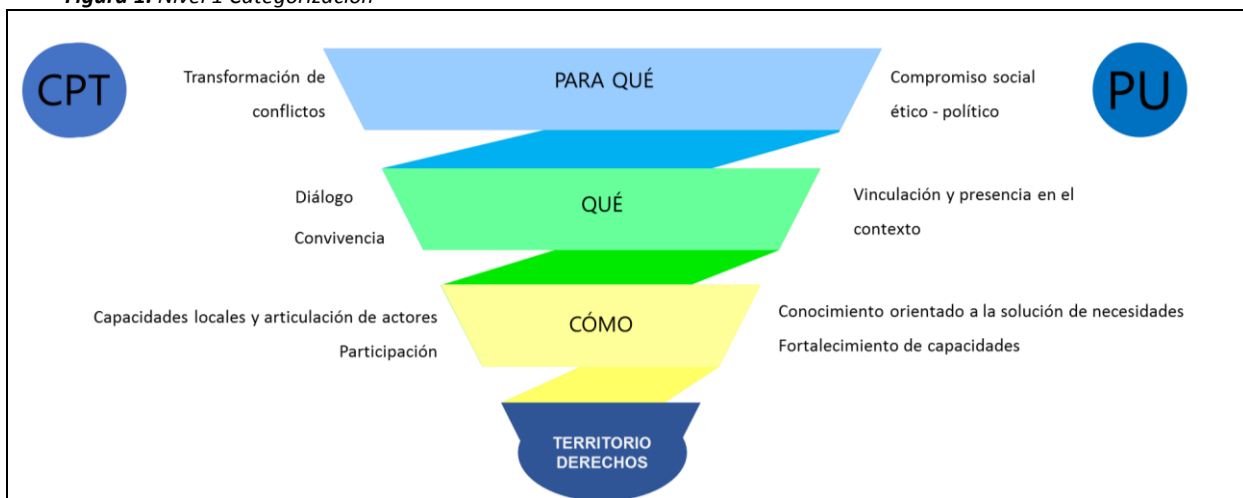 Figura 1. Nivel 1 Categorización
CPT
Transformación de
conflictos
PARA QUÉ
Compromiso social
ético - político
PU
Diálogo
Convivencia
QUÉ
Vinculación y presencia en el
contexto
Capacidades locales y articulación de actores
Participación
CÓMO
Conocimiento orientado a la solución de necesidades
Fortalecimiento de capacidades
TERRITORIO
DERECHOS